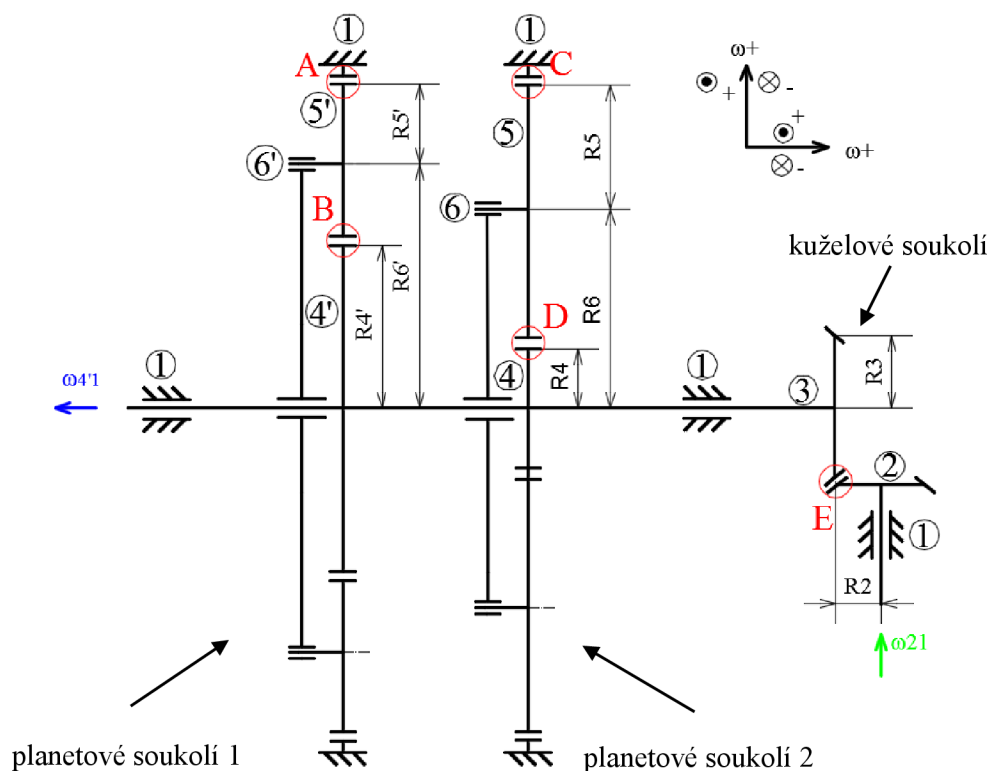 1
1
A
C
ω+
+
-
5'
R5'
5
R5
+
-
ω+
6'
6
B
R6'
R6
kuželové soukolí
4'
R4'
D
ω4'1
1
4
R4
1
3
R3
2
E
1
R2
ω21
planetové soukolí 1
planetové soukolí 2